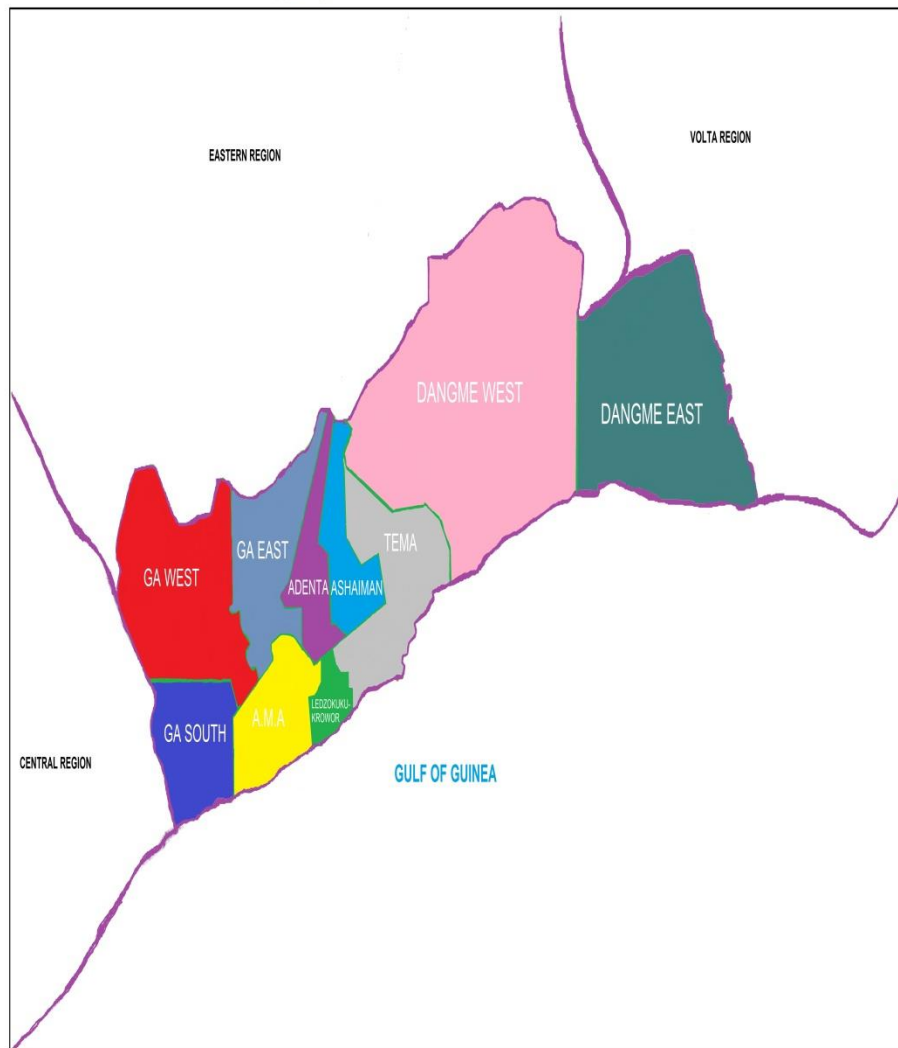 VOLTA REGION
EASTERN REGION
DANGME WEST
DANGME EAST
TEMA
GA EAST
GA WEST
ADENTA
ASHAIMAN
LEDZOKUKU-
KROWOR
A.M.A
GA SOUTH
CENTRAL REGION
GULF OF GUINEA